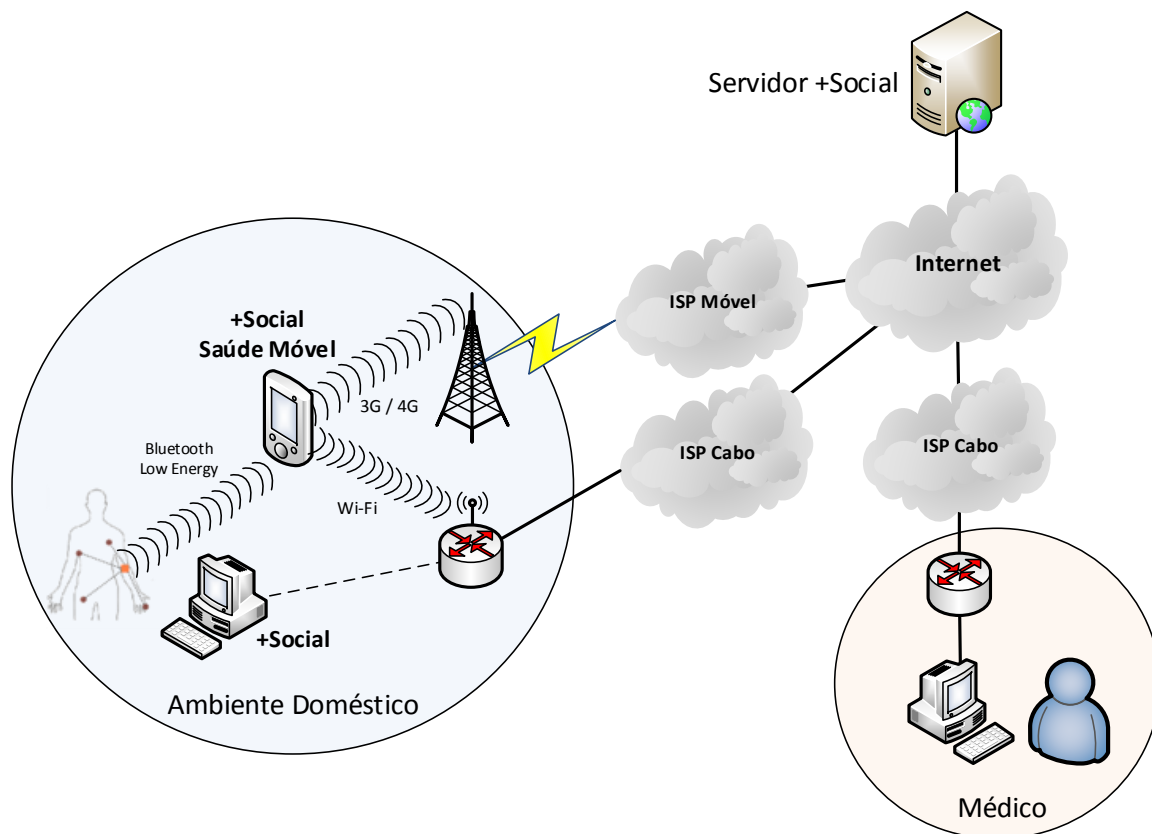 Servidor +Social
Internet
ISP Móvel
+Social
Saúde Móvel
3G / 4G
Bluetooth
Low Energy
ISP Cabo
ISP Cabo
Wi-Fi
+Social
Ambiente Doméstico
Médico